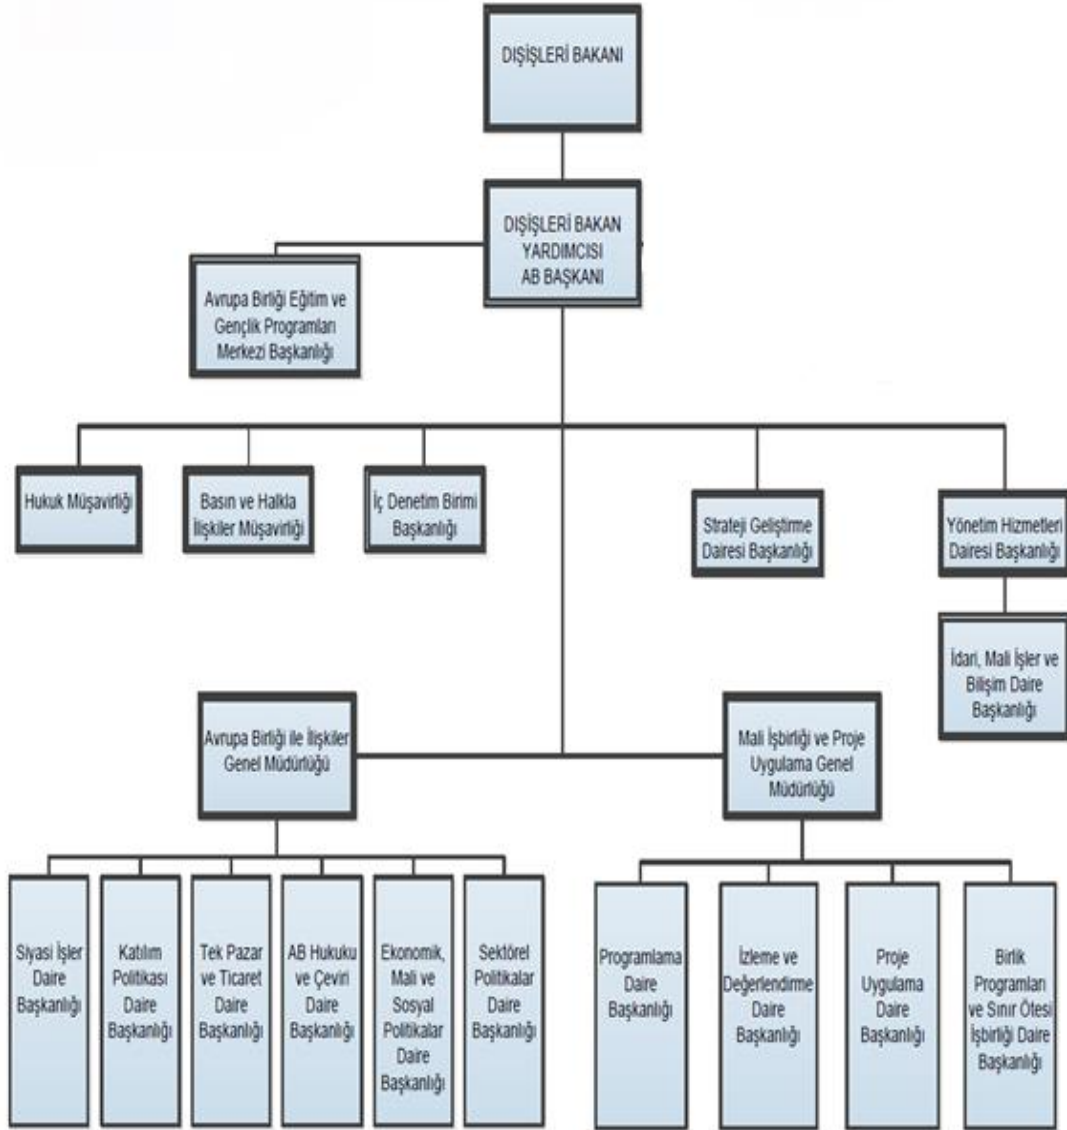 DIŞİŞLERİ BAKANI
DIŞİŞLERİ BAKAN
YARDIMCISI
AB BAŞKANI
Avrupa Birliği Eğitim ve
Gençlik Programları
Merkezi Başkanlığı
Hukuk Müşavirliği
Basın ve Halkla
İlişkiler Müşavirliği
İç Denetim Birimi
Başkanlığı
Strateji Geliştirme
Dairesi Başkanlığı
Yönetim Hizmetleri
Dairesi Başkanlığı
İdari, Mali İşler ve
Bilişim Daire
Başkanlığı
Avrupa Birliği ile İlişkiler
Genel Müdürlüğü
Mali İşbirliği ve Proje
Uygulama Genel
Müdürlüğü
Siyasi İşler
Daire
Başkanlığı
Katılım
Politikası
Daire
Başkanlığı
Tek Pazar
ve Ticaret
Daire
Başkanlığı
AB Hukuku
ve Çeviri
Daire
Başkanlığı
Ekonomik,
Mali ve
Sosyal
Politikalar
Daire
Başkanlığı
Sektörel
Politikalar
Daire
Başkanlığı
Programlama
Daire
Başkanlığı
İzleme ve
Değerlendirme
Daire
Başkanlığı
Proje
Uygulama
Daire
Başkanlığı
Birlik
Programları
ve Sınır Ötesi
İşbirliği Daire
Başkanlığı